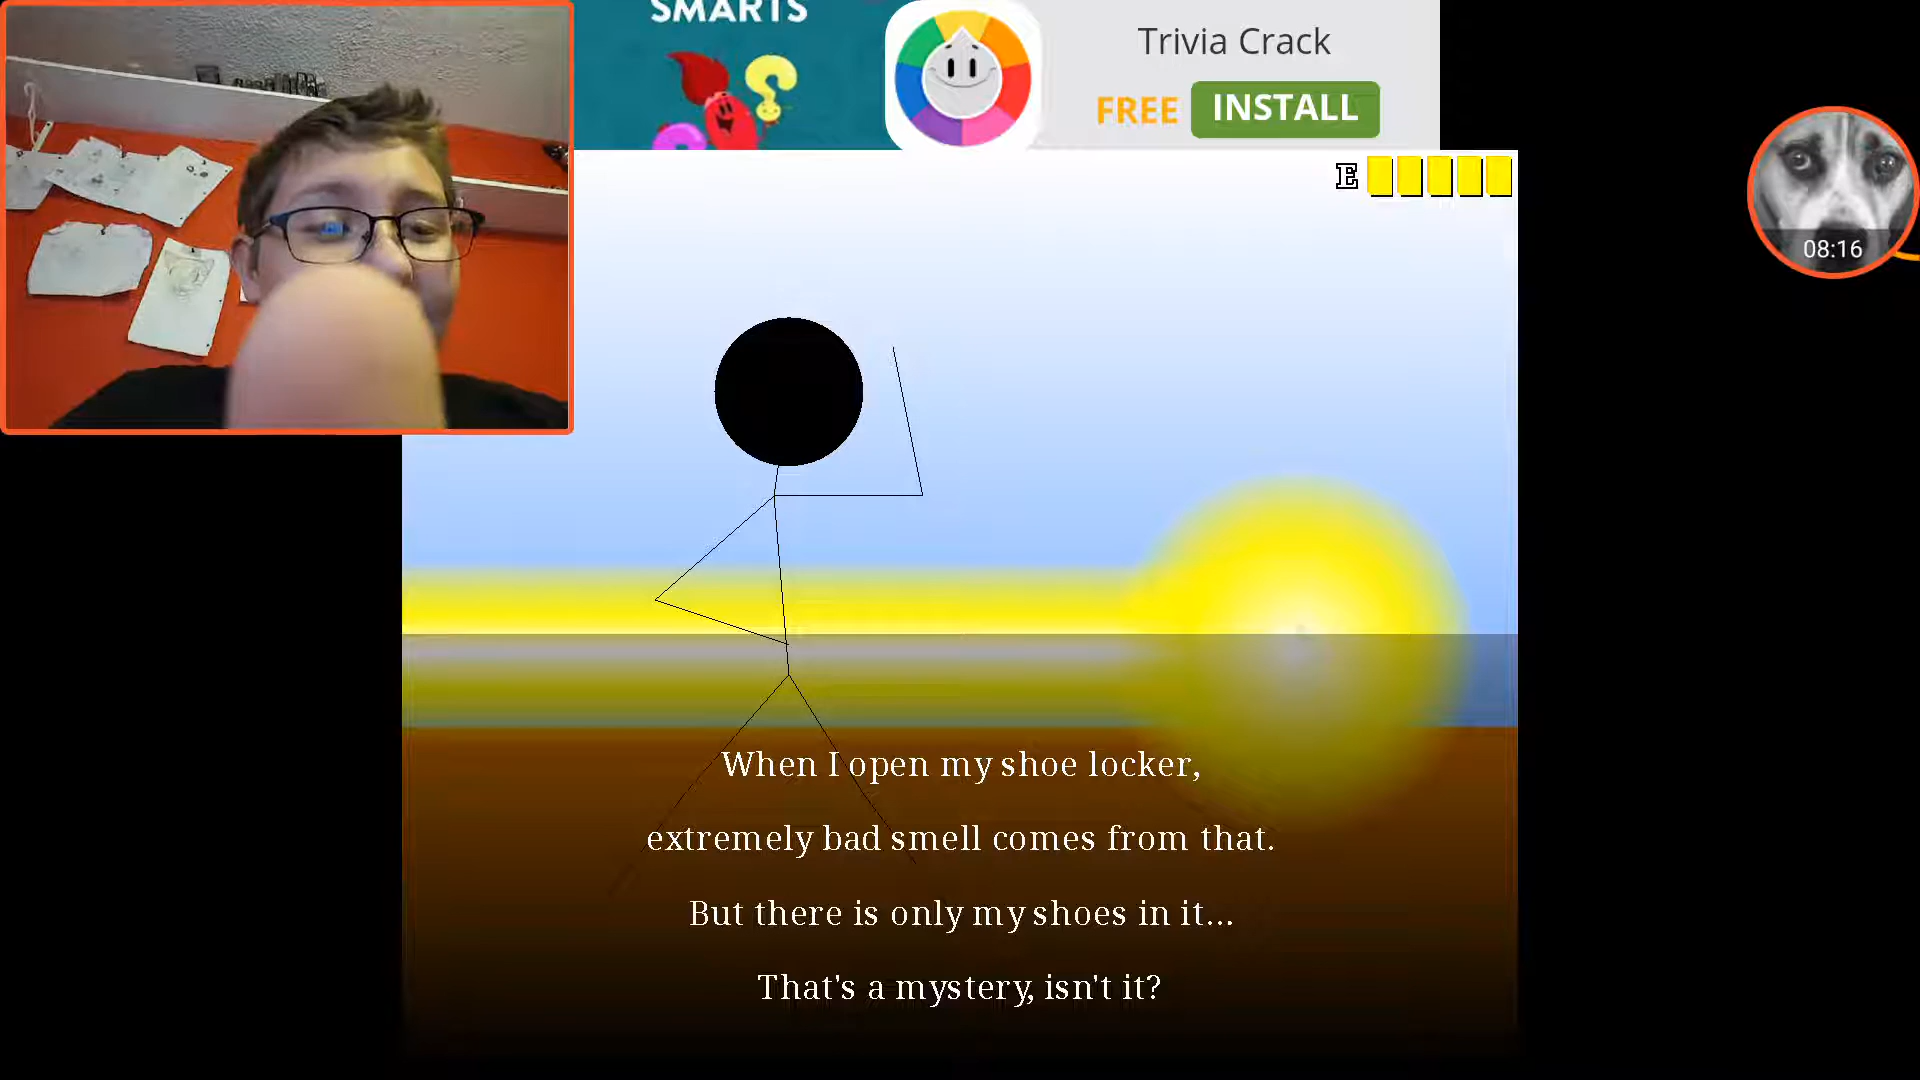 SMARTS
Trivia Crack
FREE INSTALL
E
08:16
When I open my shoe locker,
extremely bad smell comes from that.
But there is only my shoes in it...
That's a mystery, isn't it?